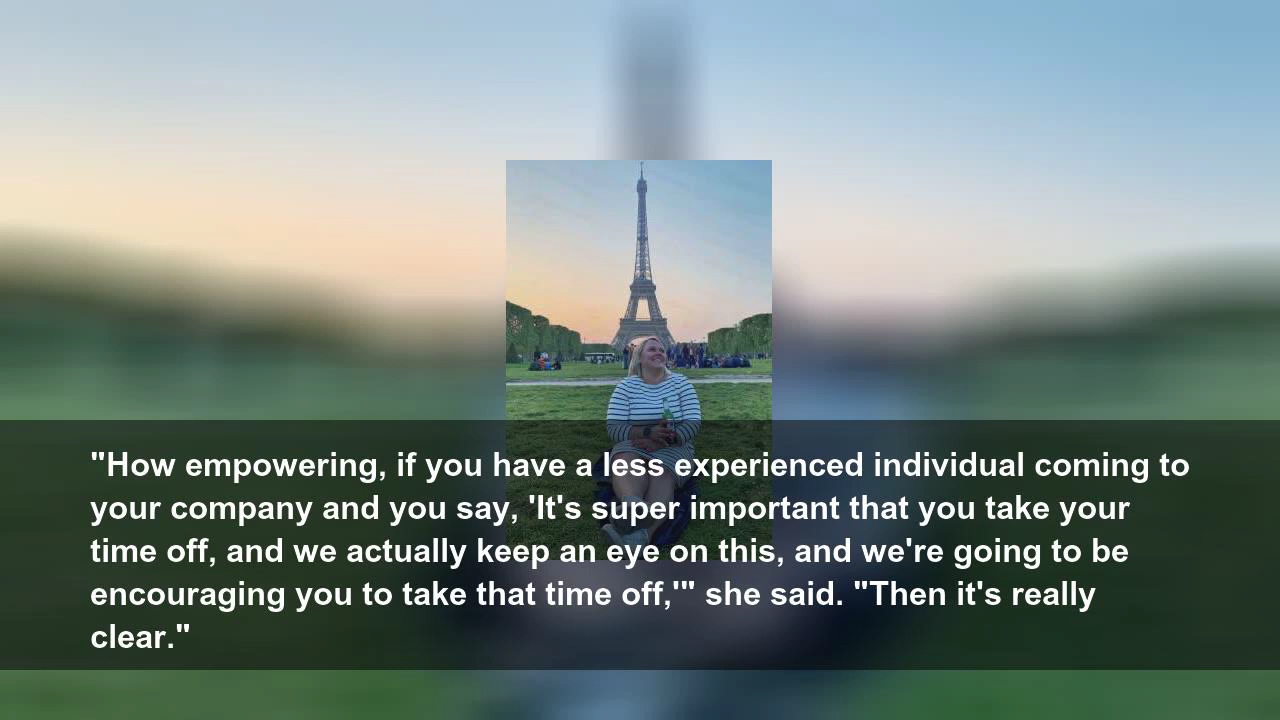 "How empowering, if you have a less experienced individual coming to
your company and you say, 'It's super important that you take your
time off, and we actually keep an eye on this, and we're going to be
encouraging you to take that time off,'" she said. "Then it's really
clear."